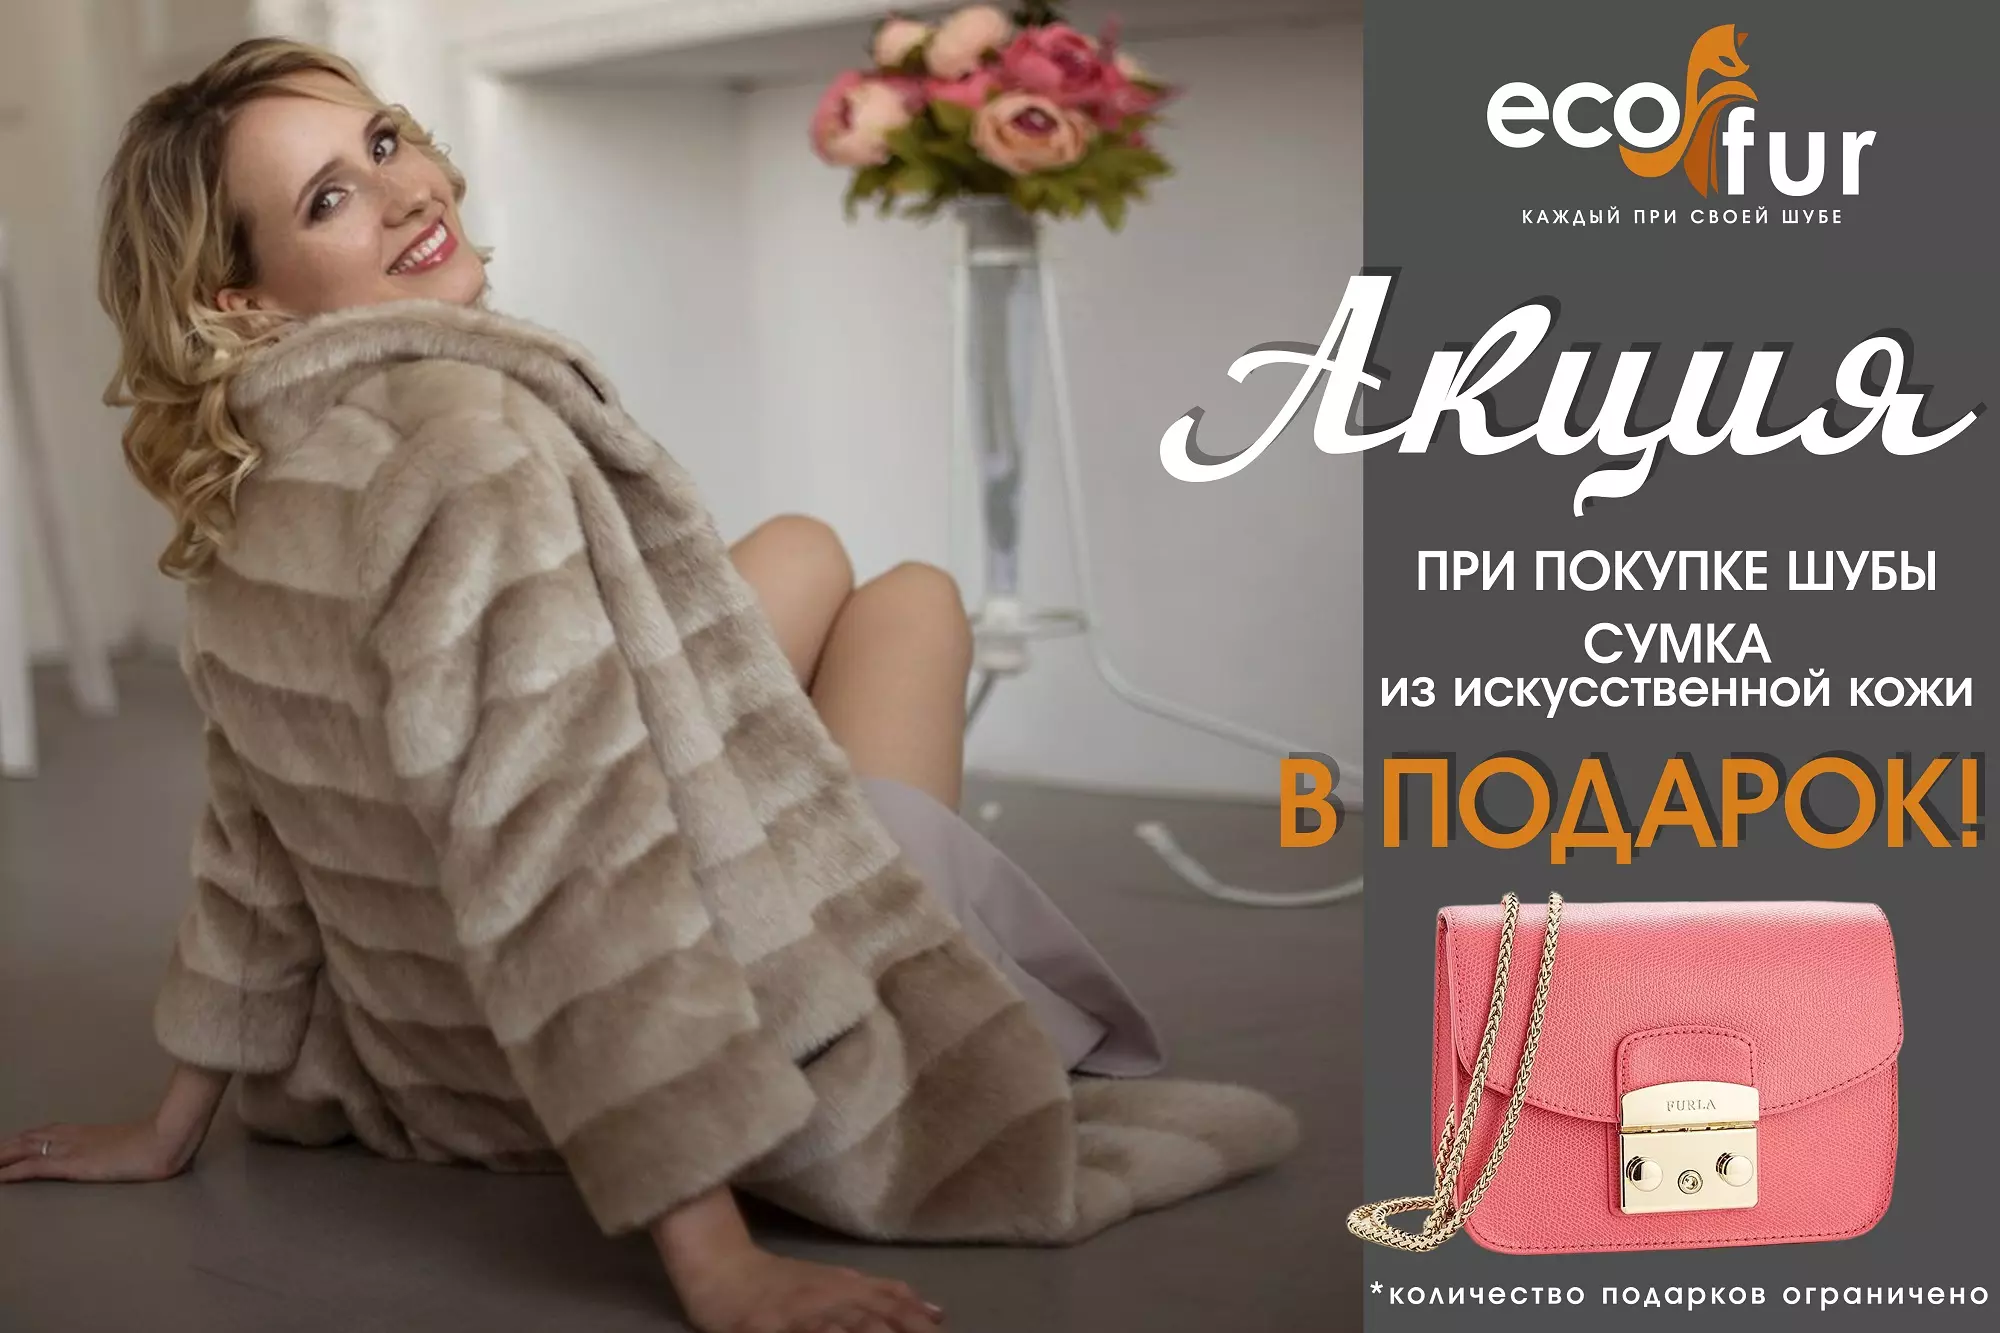 eco fur
КАЖДЫЙ ПРИ СВОЕЙ ШУБЕ
Акция
ПРИ ПОКУПКЕ ШУБЫ
СУМКА
ИЗ ИСКУССТВЕННОЙ КОЖИ
В ПОДАРОК!
FURLA
*количество подарков ограничено